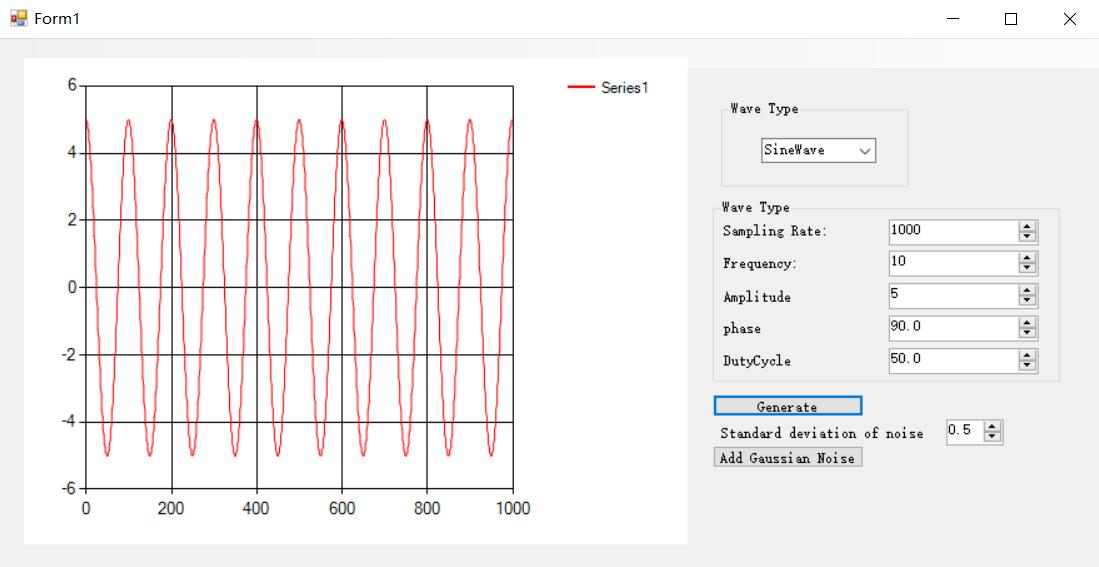 Form1
6
4
2
0
-2
-4
-6
0 200 400 600 800 1000
Series1
Wave Type
SineWave
Wave Type
Sampling Rate: 1000
Frequency: 10
Amplitude 5
phase 90.0
DutyCycle 50.0
Generate
Standard deviation of noise 0.5
Add Gaussian Noise